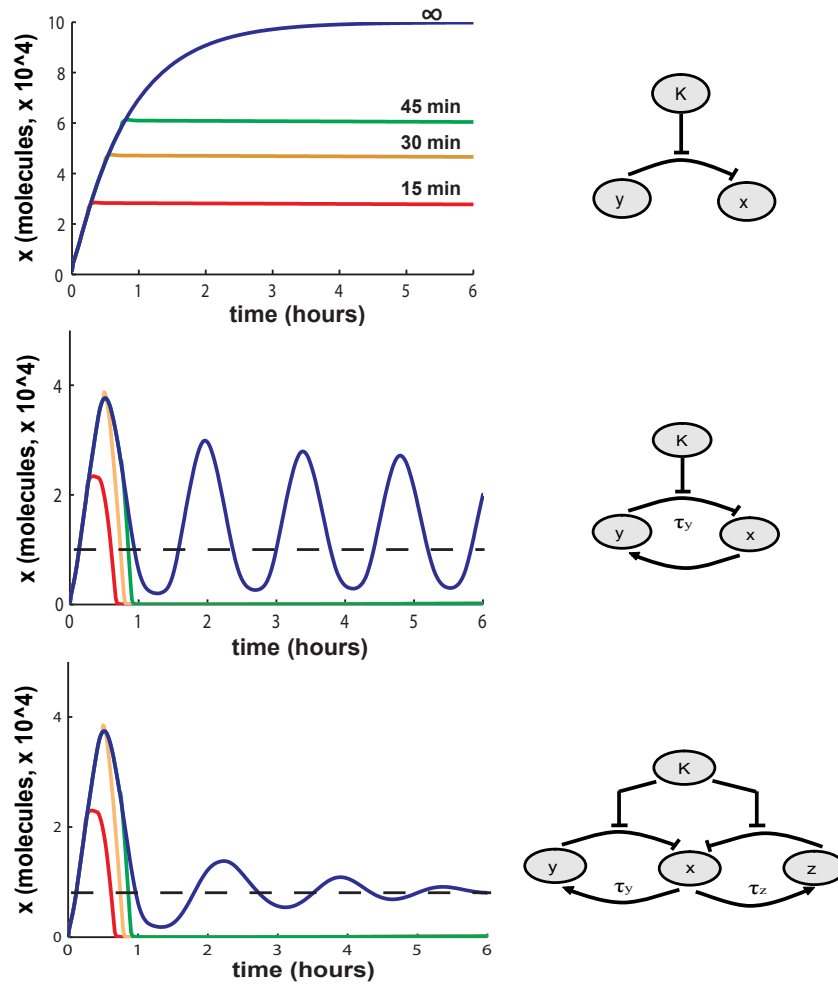 10
8
6
4
2
0
∞
45 min
30 min
15 min
0 1 2 3 4 5 6
time (hours)
x (molecules, x 10^4)
K
y
x
4
2
0
0 1 2 3 4 5 6
time (hours)
x (molecules, x 10^4)
K
y
τy
x
4
2
0
0 1 2 3 4 5 6
time (hours)
x (molecules, x 10^4)
K
y
x
z
τy
τz